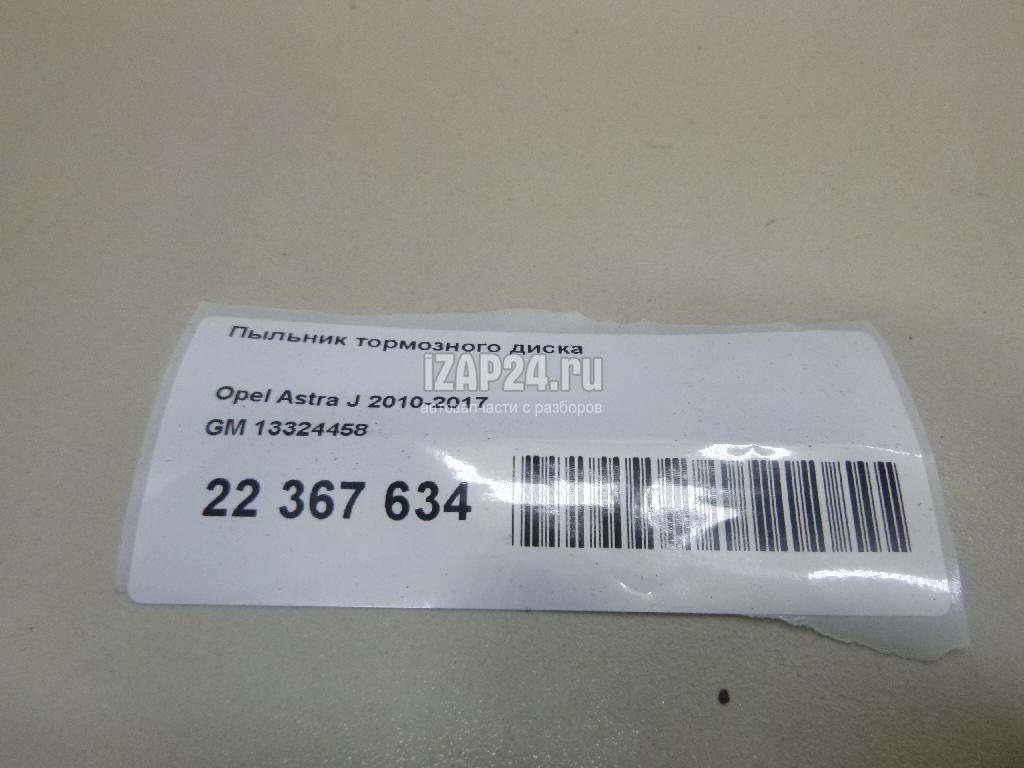 Пыльник тормозного диска
iZAP24.ru
Opel Astra J 2010-2017
автозапчасти с разборов
GM 13324458
22 367 634